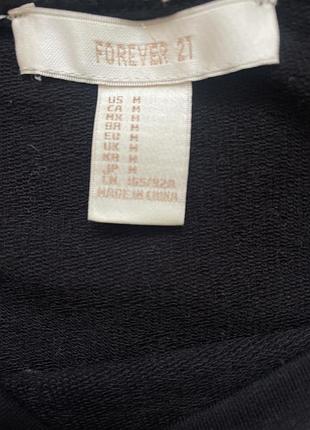 FOREVER 21
US M
CA M
MX M
BR M
EU M
UK M
KR M
JP M
CN 165/92A
MADE IN CHINA